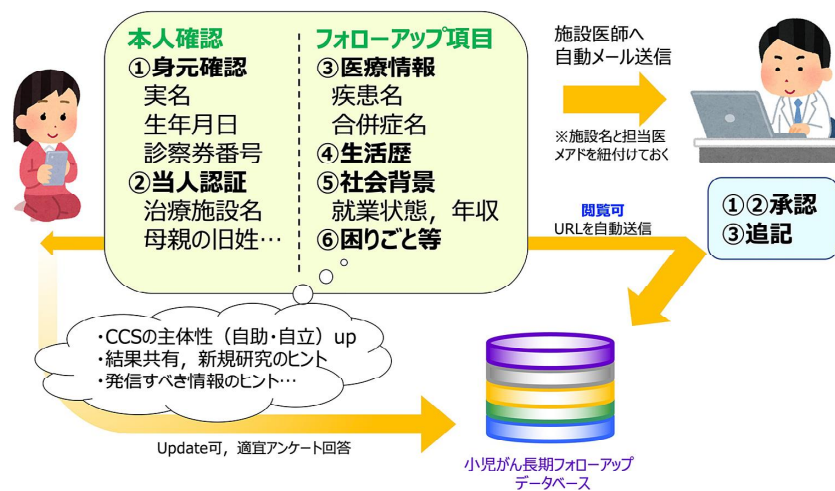 本人確認
①身元確認
実名
生年月日
診察券番号
②当人認証
治療施設名
母親の旧姓…
フォローアップ項目
③医療情報
疾患名
合併症名
④生活歴
⑤社会背景
就業状態，年収
⑥困りごと等
施設医師へ
自動メール送信
※施設名と担当医
メアドを紐付けておく
閲覧可
URLを自動送信
①②承認
③追記
・CCSの主体性（自助・自立）up
・結果共有，新規研究のヒント
・発信すべき情報のヒント…
Update可，適宜アンケート回答
小児がん長期フォローアップ
データベース